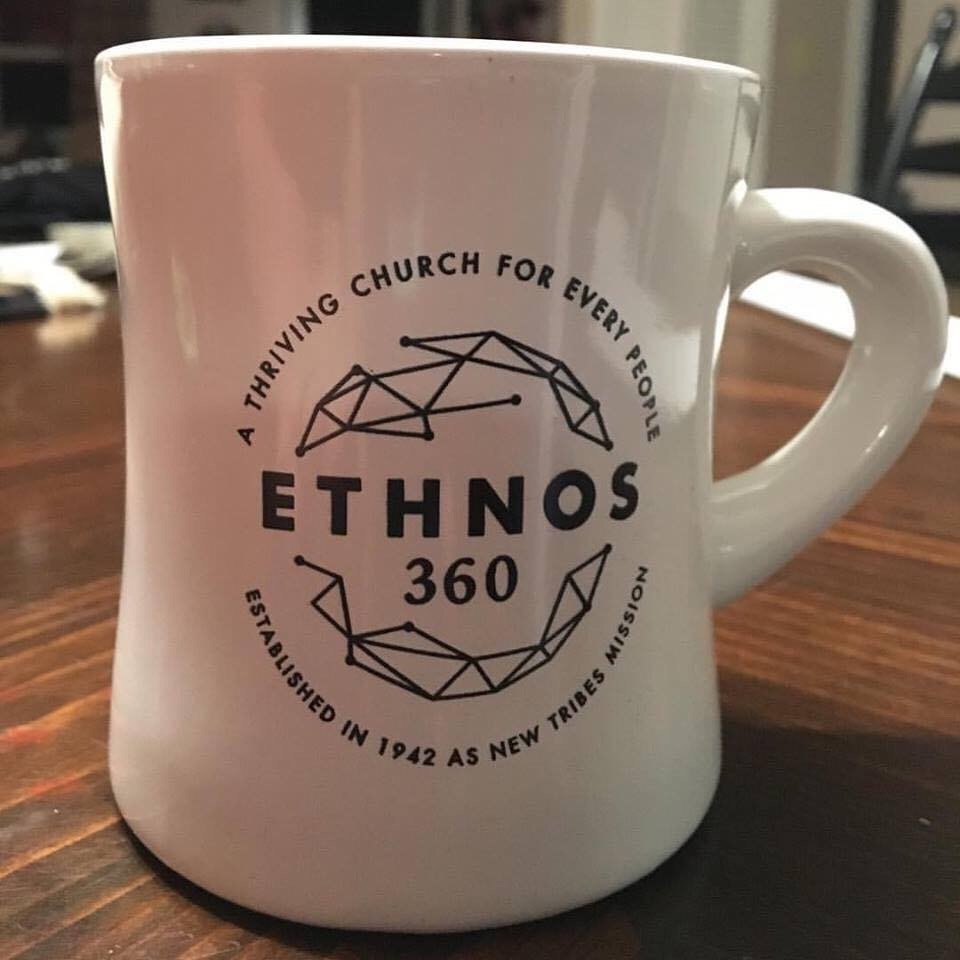 A THRIVING CHURCH FOR EVERY PEOPLE
ETHNOS
360
ESTABLISHED IN 1942 AS NEW TRIBES MISSION